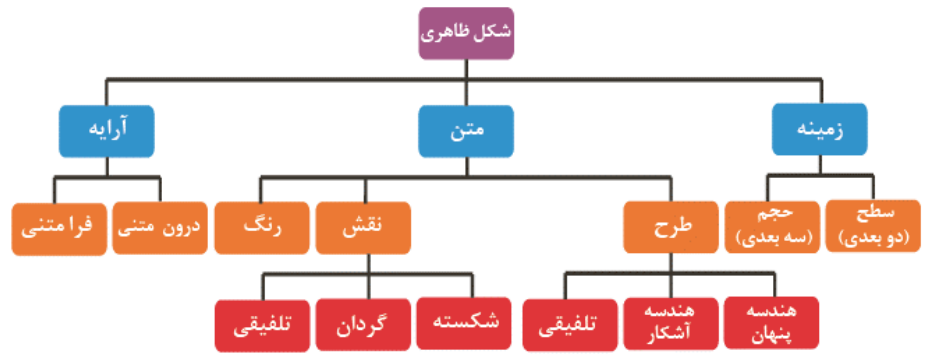 شکل ظاهری
زمینه
متن
آرایه
سطح
(دو بعدی)
حجم
(سه بعدی)
طرح
نقش
رنگ
درون متنی
فرا متنی
هندسه
پنهان
هندسه
آشکار
تلفیقی
شکسته
گردان
تلفیقی